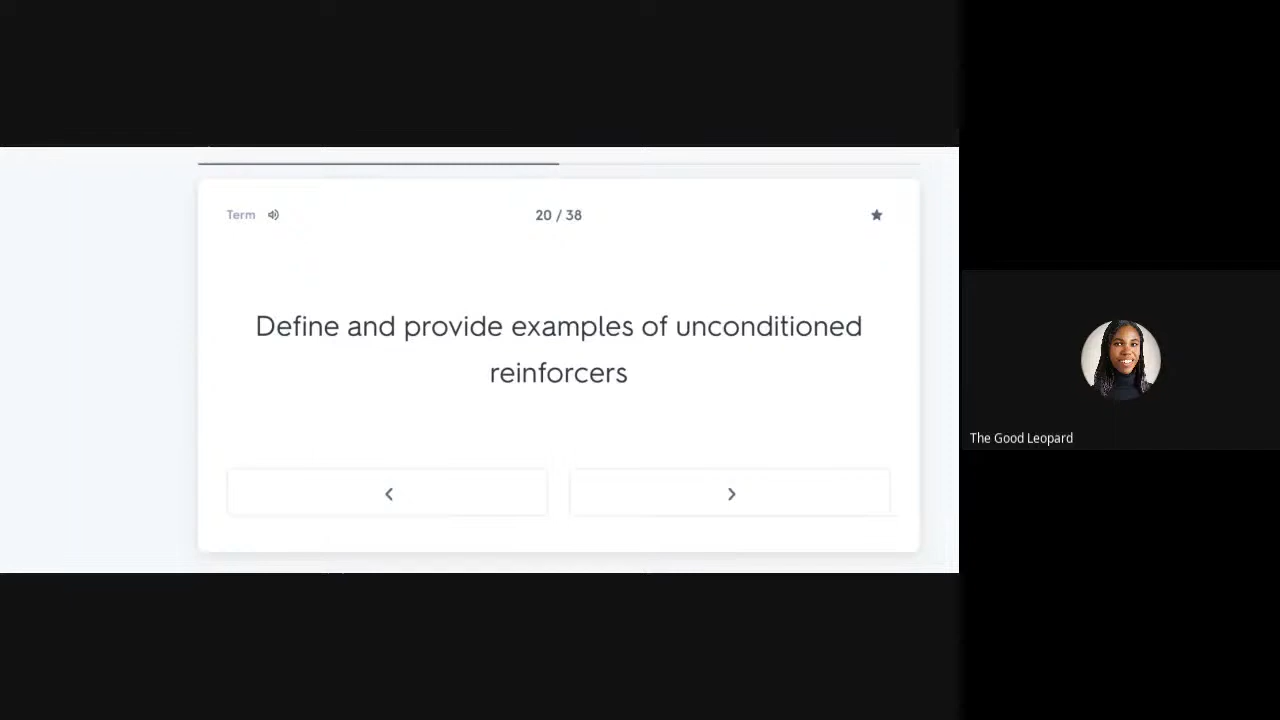 Term
20 / 38
Define and provide examples of unconditioned
reinforcers
The Good Leopard